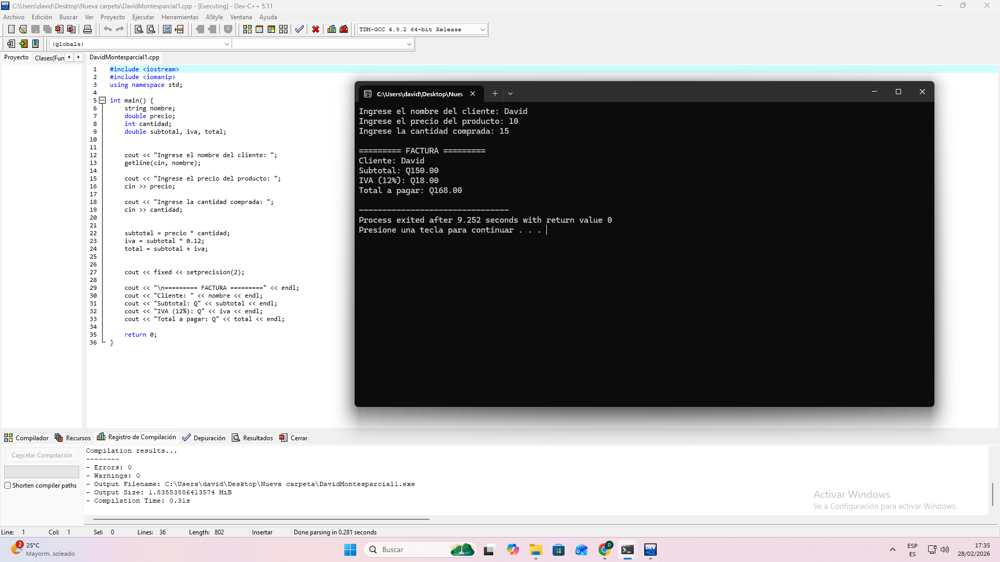 C:\Users\david\Desktop\Nueva carpeta\DavidMontesparcial1.cpp - [Executing] - Dev-C++ 5.11
Archivo Edición Buscar Ver Proyecto Ejecutar Herramientas AStyle Ventana Ayuda
TDM-GCC 4.9.2 64-bit Release
(globals)
Proyecto Clases(Fun DavidMontesparcial1.cpp
1 #include <iostream>
2 #include <iomanip>
3 using namespace std;
4
5 int main() {
6 string nombre;
7 double precio;
8 int cantidad;
9 double subtotal, iva, total;
10
11
12 cout << "Ingrese el nombre del cliente: ";
13 getline(cin, nombre);
14
15 cout << "Ingrese el precio del producto: ";
16 cin >> precio;
17
18 cout << "Ingrese la cantidad comprada: ";
19 cin >> cantidad;
20
21
22 subtotal = precio * cantidad;
23 iva = subtotal * 0.12;
24 total = subtotal + iva;
25
26
27 cout << fixed << setprecision(2);
28
29 cout << "\n========= FACTURA =========" << endl;
30 cout << "Cliente: " << nombre << endl;
31 cout << "Subtotal: Q" << subtotal << endl;
32 cout << "IVA (12%): Q" << iva << endl;
33 cout << "Total a pagar: Q" << total << endl;
34
35 return 0;
36 }
C:\Users\david\Desktop\Nuev
Ingrese el nombre del cliente: David
Ingrese el precio del producto: 10
Ingrese la cantidad comprada: 15
========= FACTURA =========
Cliente: David
Subtotal: Q150.00
IVA (12%): Q18.00
Total a pagar: Q168.00
--------------------------------
Process exited after 9.252 seconds with return value 0
Presione una tecla para continuar . . .
Compilador Recursos Registro de Compilación Depuración Resultados Cerrar
Cancelar Compilación
Shorten compiler paths
Compilation results...
--------
- Errors: 0
- Warnings: 0
- Output Filename: C:\Users\david\Desktop\Nueva carpeta\DavidMontesparcial1.exe
- Output Size: 1.83553886413574 MiB
- Compilation Time: 0.31s
Activar Windows
Ve a Configuración para activar Windows.
Line: 1 Col: 1 Sel: 0 Lines: 36 Length: 802 Insertar Done parsing in 0.281 seconds
2
25°C
Mayorm. soleado
Buscar
D
DEV
ESP
ES
17:35
28/02/2026